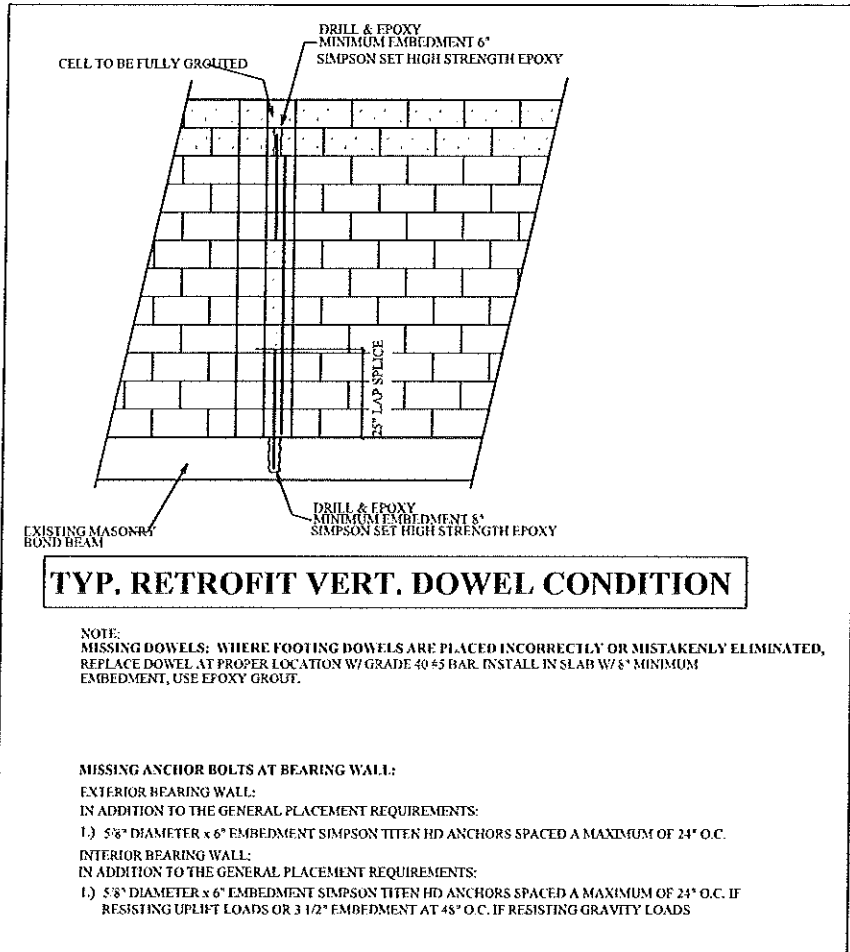 DRILL & EPOXY
MINIMUM EMBEDMENT 6"
SIMPSON SET HIGH STRENGTH EPOXY
CELL TO BE FULLY GROUTED
25" LAP SPLICE
DRILL & EPOXY
MINIMUM EMBEDMENT 8"
SIMPSON SET HIGH STRENGTH EPOXY
EXISTING MASONRY
BOND BEAM
TYP. RETROFIT VERT. DOWEL CONDITION
NOTE:
MISSING DOWELS: WHERE FOOTING DOWELS ARE PLACED INCORRECTLY OR MISTAKENLY ELIMINATED,
REPLACE DOWEL AT PROPER LOCATION W/ GRADE 40 #5 BAR. INSTALL IN SLAB W/ 8" MINIMUM
EMBEDMENT, USE EPOXY GROUT.
MISSING ANCHOR BOLTS AT BEARING WALL:
EXTERIOR BEARING WALL:
IN ADDITION TO THE GENERAL PLACEMENT REQUIREMENTS:
1.) 5/8" DIAMETER x 6" EMBEDMENT SIMPSON TITEN HD ANCHORS SPACED A MAXIMUM OF 24" O.C.
INTERIOR BEARING WALL:
IN ADDITION TO THE GENERAL PLACEMENT REQUIREMENTS:
1.) 5/8" DIAMETER x 6" EMBEDMENT SIMPSON TITEN HD ANCHORS SPACED A MAXIMUM OF 24" O.C. IF
RESISTING UPLIFT LOADS OR 3 1/2" EMBEDMENT AT 48" O.C. IF RESISTING GRAVITY LOADS